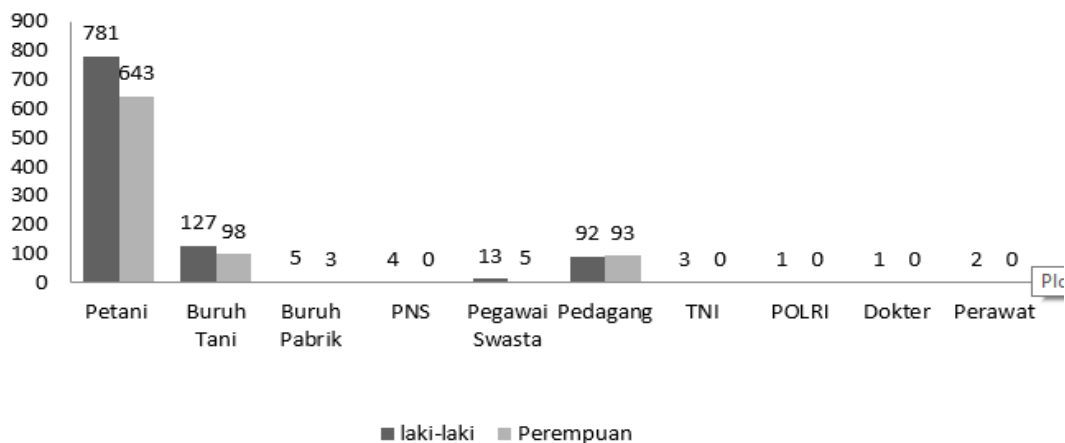 900
800
700
600
500
400
300
200
100
0
781
643
127
98
5
3
4
0
13
5
92
93
3
0
1
0
1
0
2
0
Petani
Buruh
Tani
Buruh
Pabrik
PNS
Pegawai
Swasta
Pedagang
TNI
POLRI
Dokter
Perawat
laki-laki
Perempuan